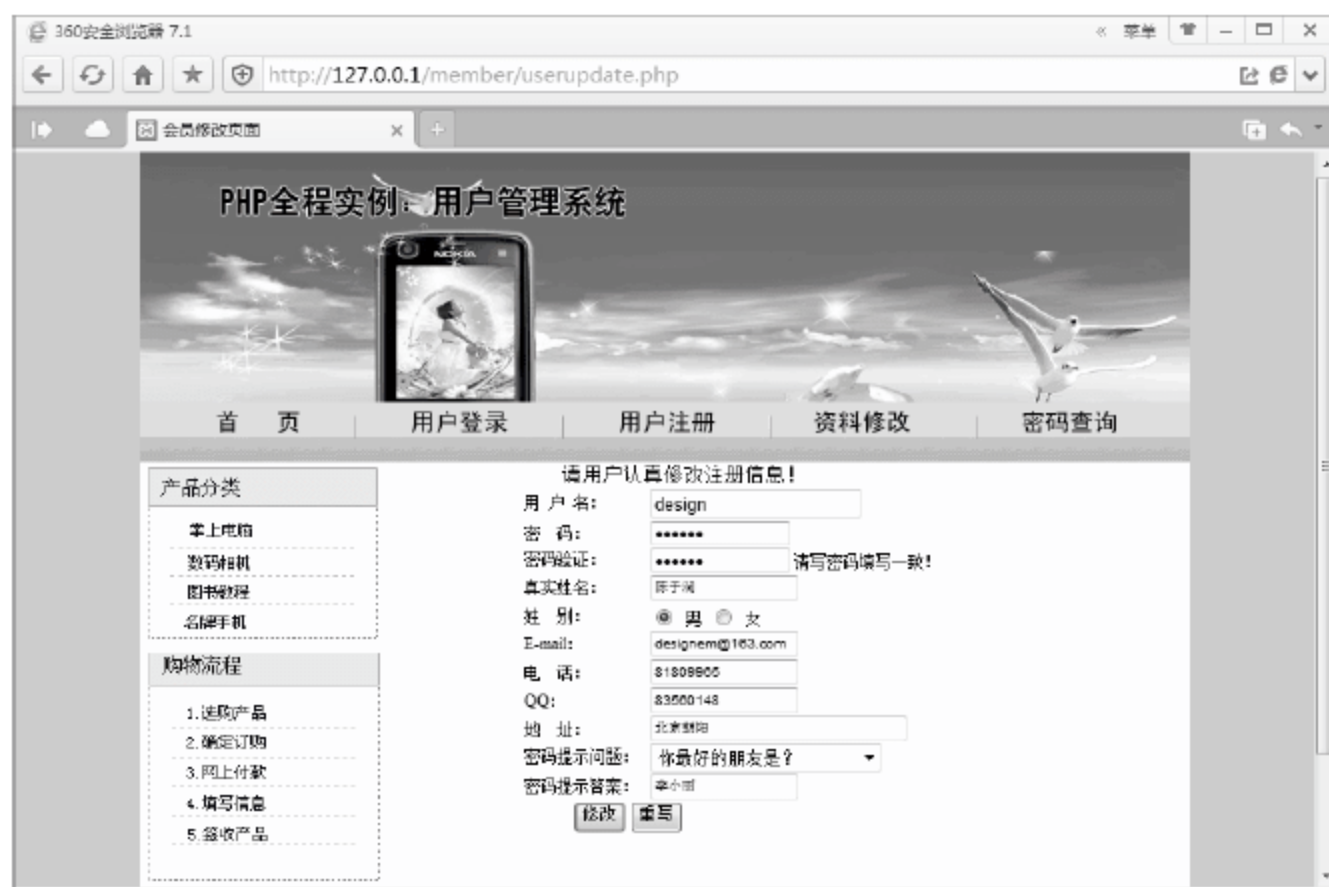 360安全浏览器 7.1
« 菜单
http://127.0.0.1/member/userupdate.php
会员修改页面
PHP全程实例：用户管理系统
NOKIA
首 页 用户登录 用户注册 资料修改 密码查询
产品分类
掌上电脑
数码相机
图书教程
名牌手机
购物流程
1.选购产品
2.确定订购
3.网上付款
4.填写信息
5.签收产品
请用户认真修改注册信息！
用 户 名： design
密 码： ••••••
密码验证： •••••• 请写密码填写一致！
真实姓名：
姓 别： 男 女
E-mail: designem@163.com
电 话： 81809965
QQ: 83560148
地 址： 北京朝阳
密码提示问题： 你最好的朋友是？
密码提示答案：
修改 重写